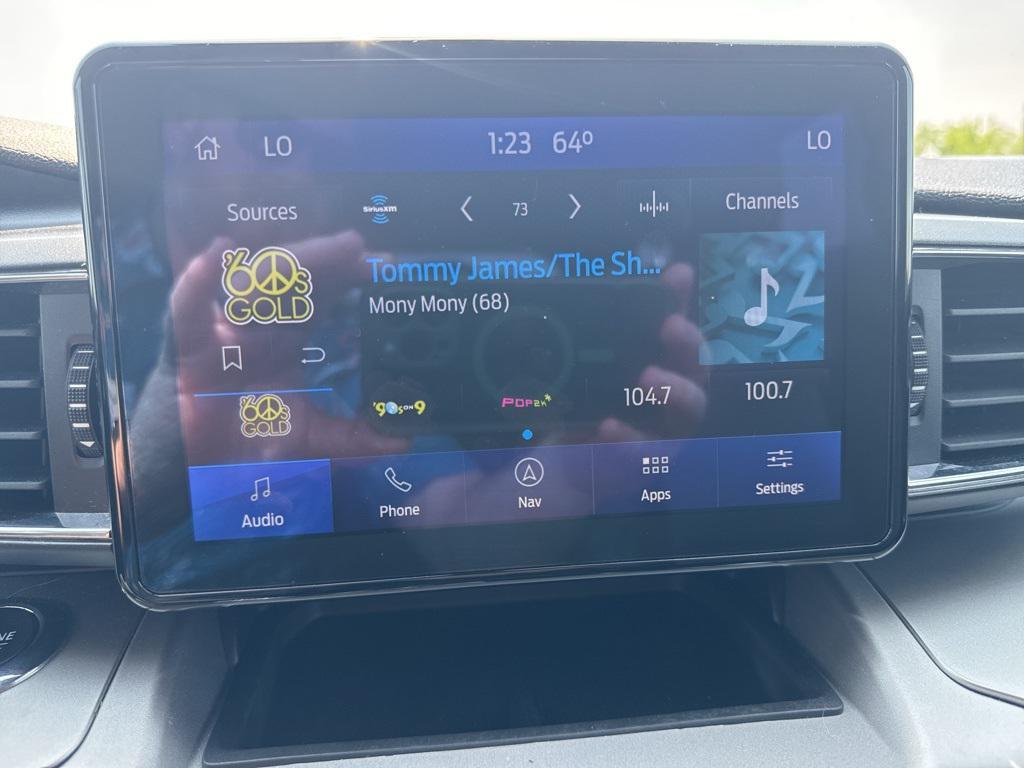 LO 1:23 64° LO
Sources
SiriusXM
73
Channels
'60s
GOLD
Tommy James/The Sh...
Mony Mony (68)
'60s
GOLD
'90s ON 9
POP2K
104.7
100.7
Audio
Phone
Nav
Apps
Settings
NE